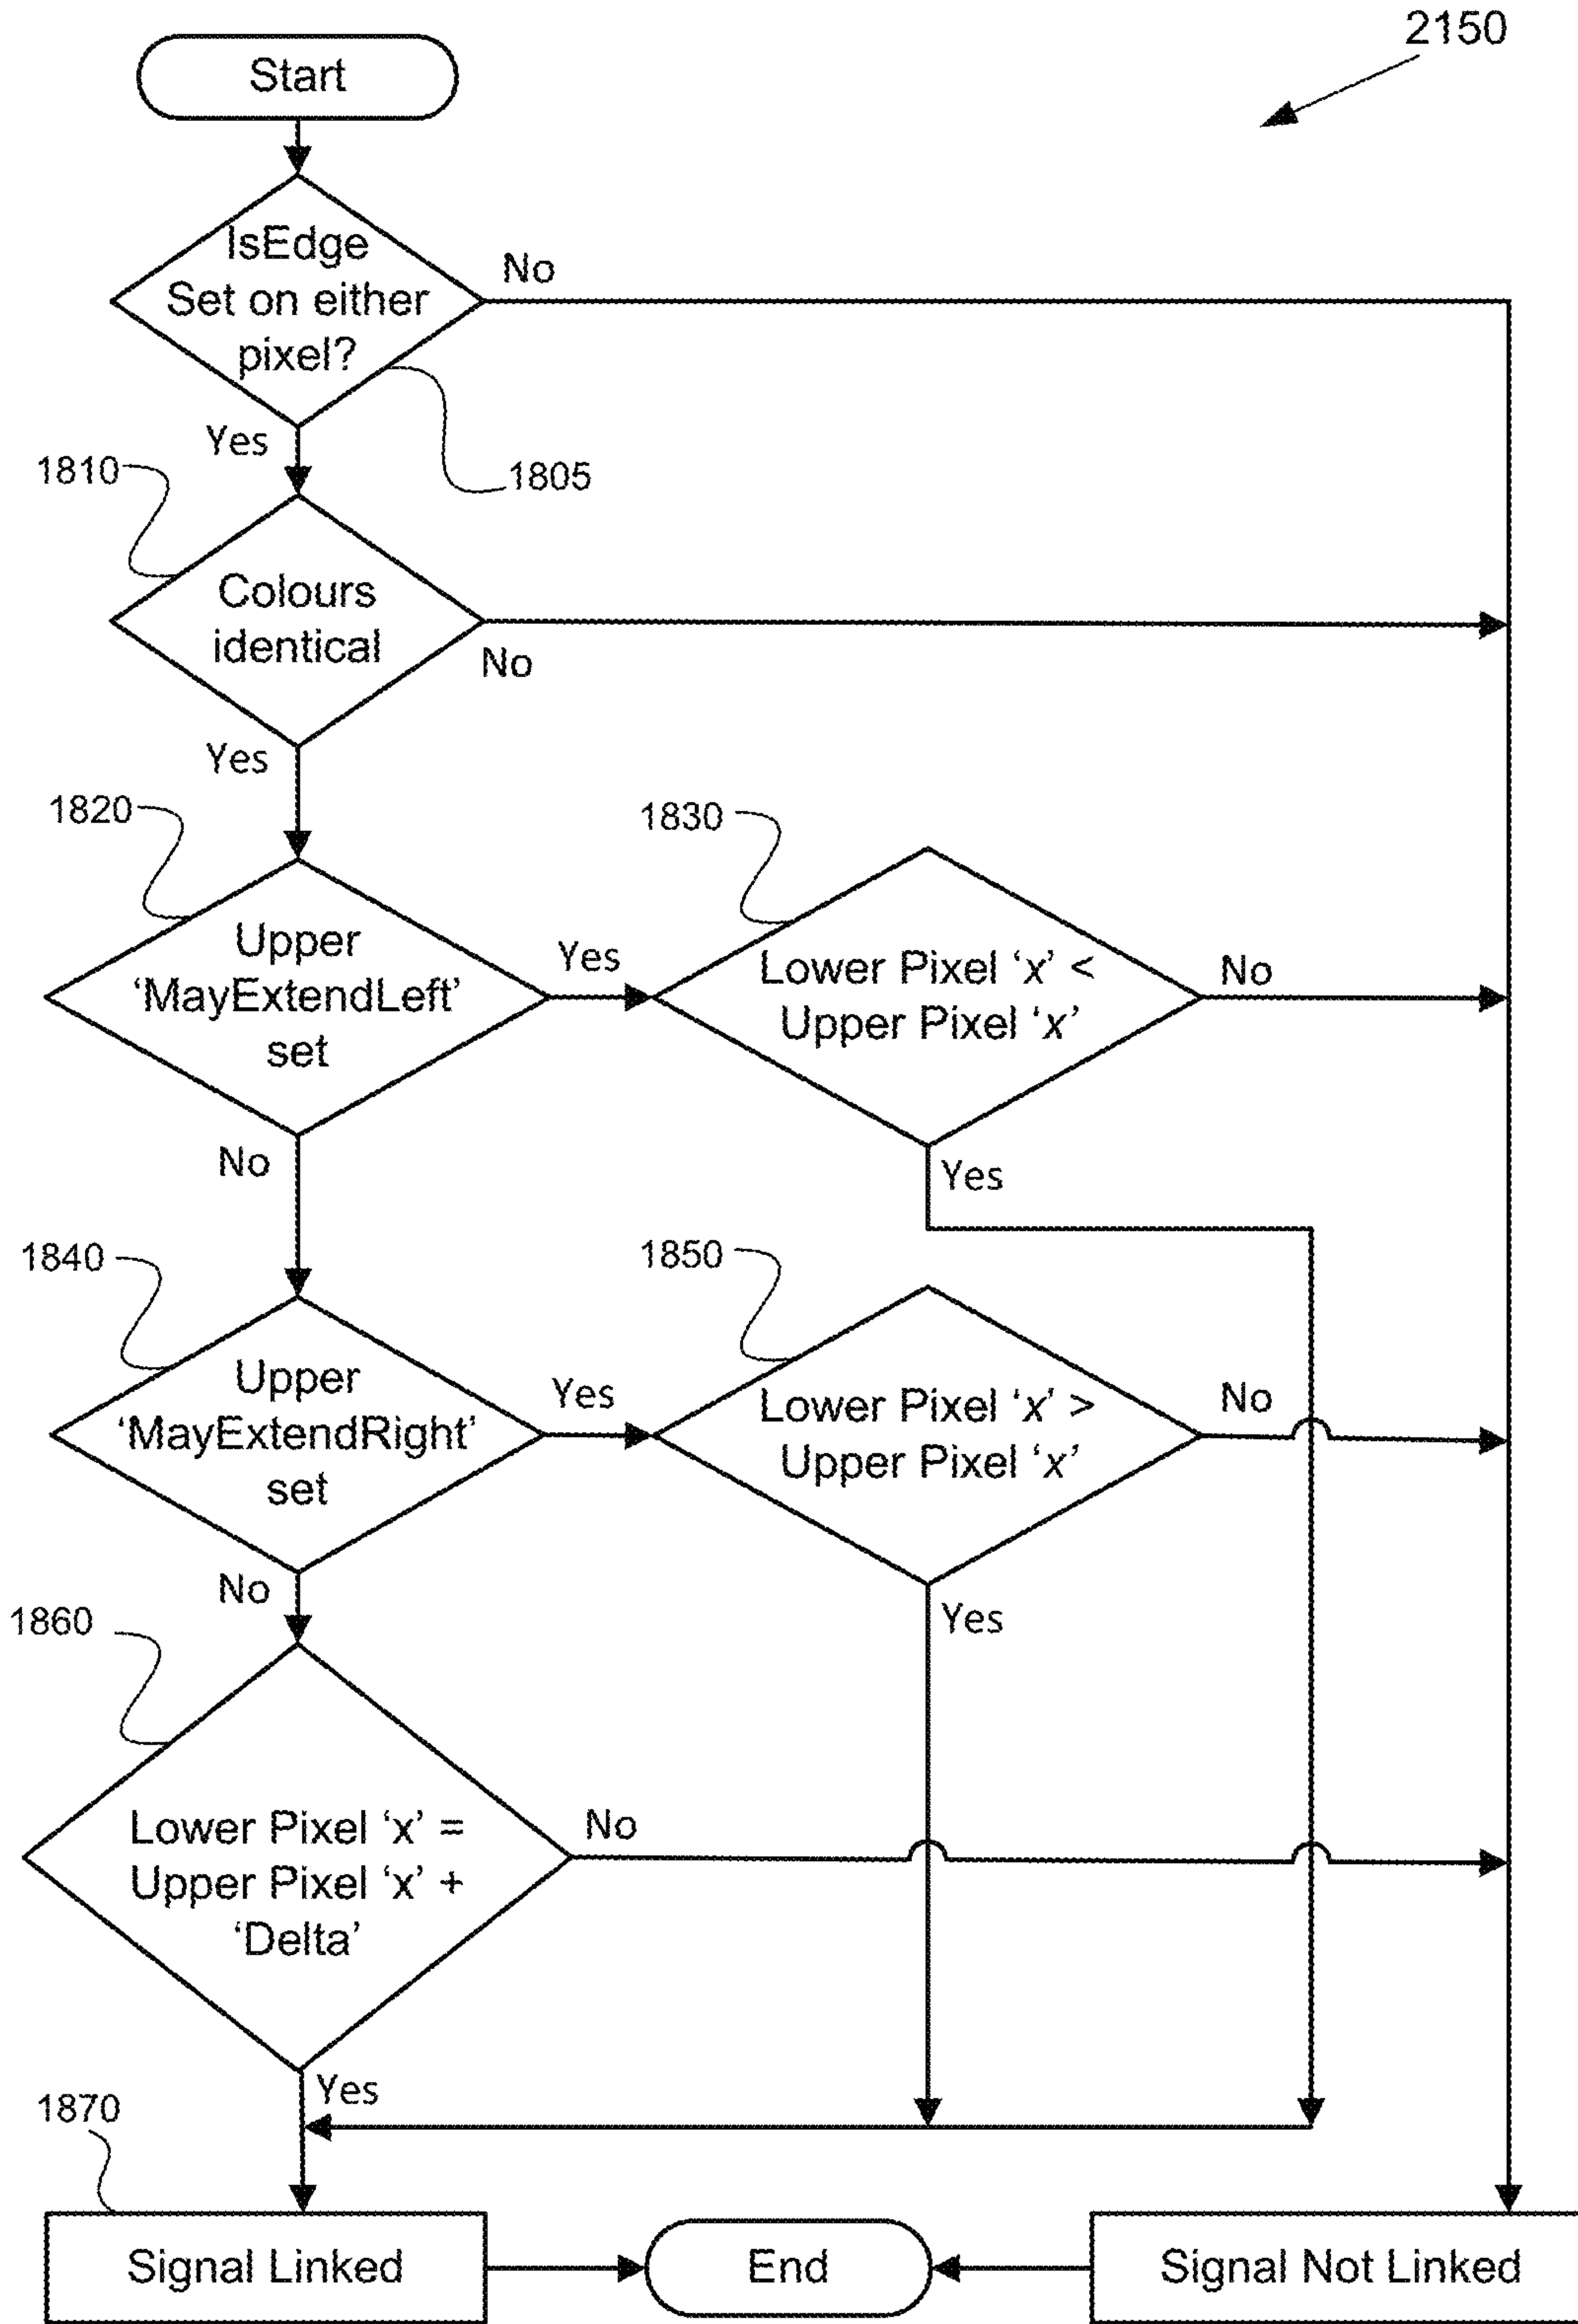 2150
Start
IsEdge
Set on either
pixel?
No
Yes
1805
1810
Colours
identical
No
Yes
1820
Upper
‘MayExtendLeft’
set
Yes
1830
Lower Pixel ‘x’ <
Upper Pixel ‘x’
No
Yes
No
1840
Upper
‘MayExtendRight’
set
Yes
1850
Lower Pixel ‘x’ >
Upper Pixel ‘x’
No
Yes
No
1860
Lower Pixel ‘x’ =
Upper Pixel ‘x’ +
‘Delta’
No
Yes
1870
Signal Linked
End
Signal Not Linked